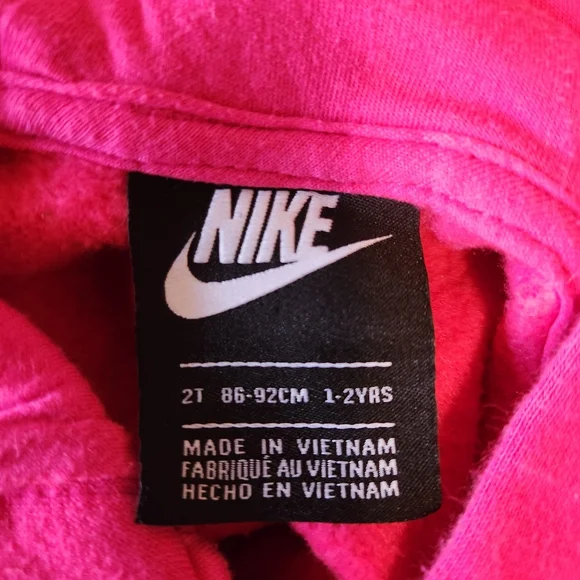 NIKE
2T 86-92CM 1-2YRS
MADE IN VIETNAM
FABRIQUÉ AU VIETNAM
HECHO EN VIETNAM